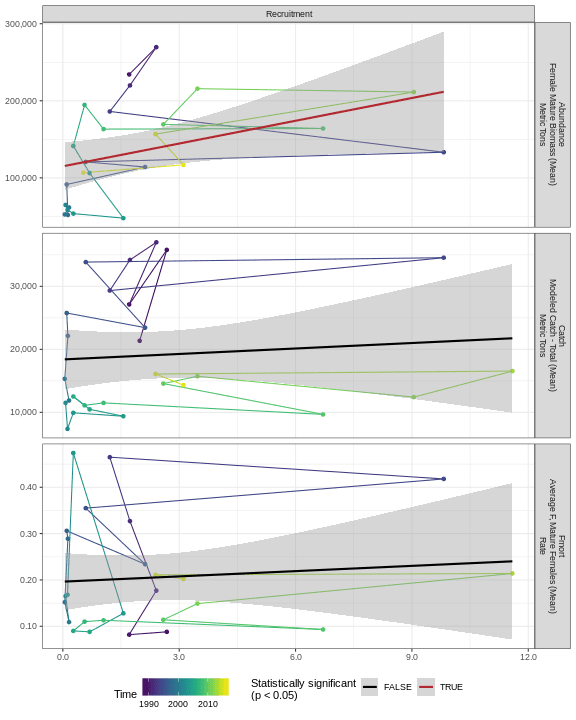 Recruitment
300,000
200,000
100,000
Abundance
Female Mature Biomass (Mean)
Metric Tons
30,000
20,000
10,000
Catch
Modeled Catch - Total (Mean)
Metric Tons
0.40
0.30
0.20
0.10
Fmort
Average F, Mature Females (Mean)
Rate
0.0 3.0 6.0 9.0 12.0
Time
1990 2000 2010
Statistically significant
(p < 0.05)
FALSE TRUE